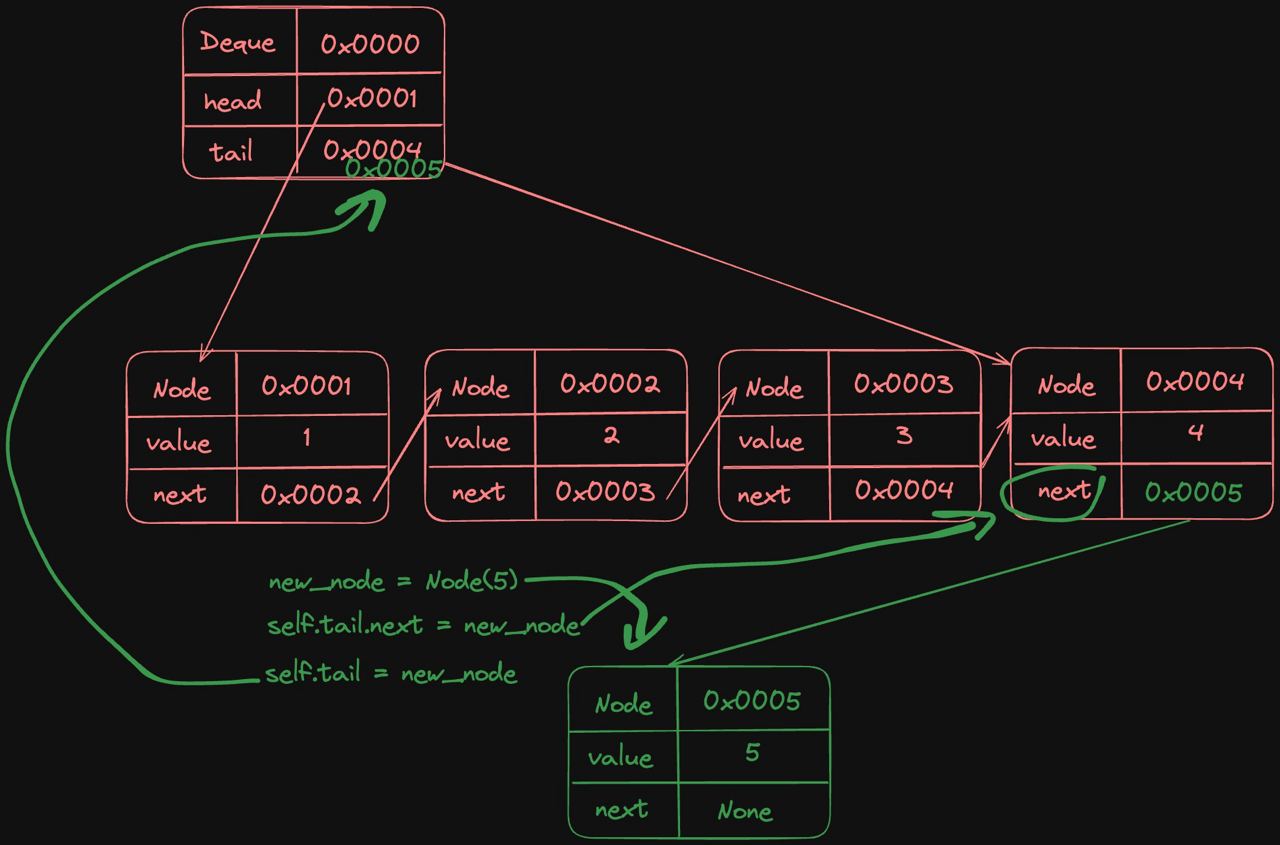 Deque 0x0000
head 0x0001
tail 0x0004
0x0005
Node 0x0001
value 1
next 0x0002
Node 0x0002
value 2
next 0x0003
Node 0x0003
value 3
next 0x0004
Node 0x0004
value 4
next 0x0005
new_node = Node(5)
self.tail.next = new_node
self.tail = new_node
Node 0x0005
value 5
next None